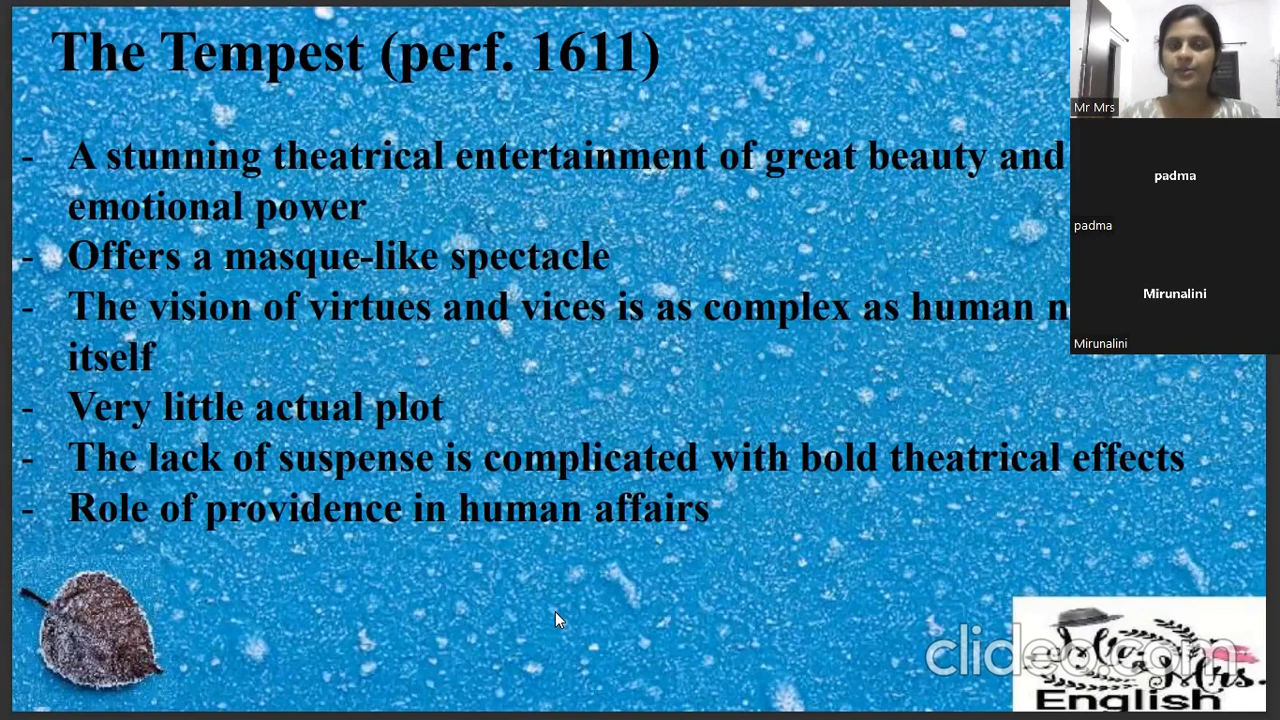 The Tempest (perf. 1611)
- A stunning theatrical entertainment of great beauty and
emotional power
- Offers a masque-like spectacle
- The vision of virtues and vices is as complex as human
itself
- Very little actual plot
- The lack of suspense is complicated with bold theatrical effects
- Role of providence in human affairs
Mr Mrs
padma
padma
Mirunalini
Mirunalini
clideo.com
Mrs.
English